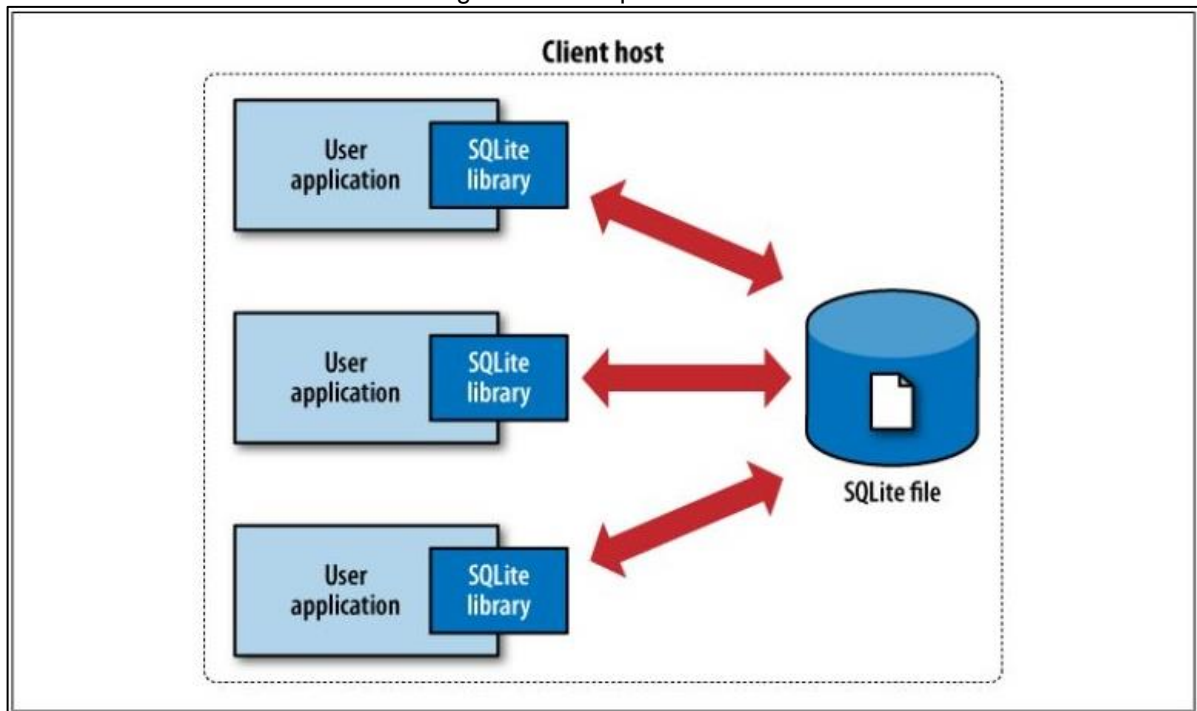 Client host
User
application
SQLite
library
User
application
SQLite
library
SQLite file
User
application
SQLite
library